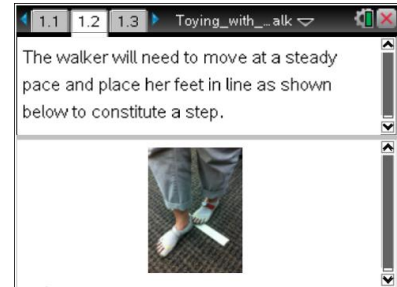 1.1 1.2 1.3 Toying_with_...alk
The walker will need to move at a steady
pace and place her feet in line as shown
below to constitute a step.